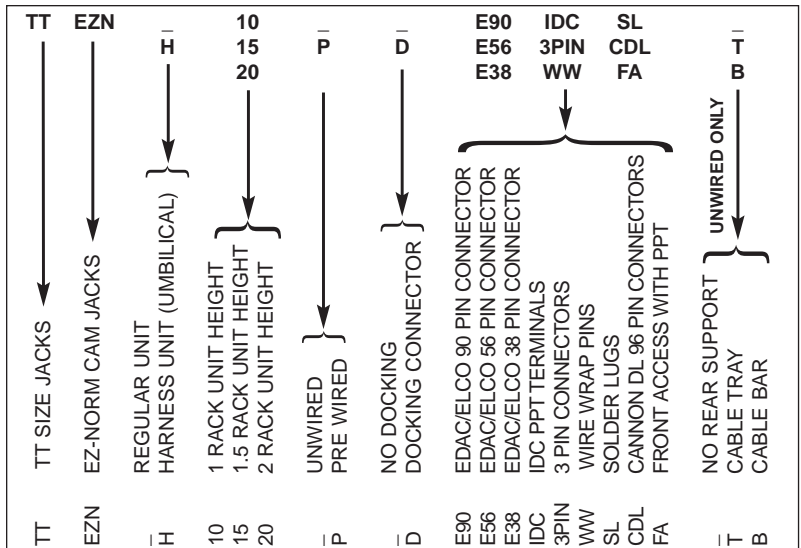 TT EZN _ 10 _ _ E90 IDC SL _
H 15 P D E56 3PIN CDL T
20 E38 WW FA B
UNWIRED ONLY
TT SIZE JACKS
EZ-NORM CAM JACKS
REGULAR UNIT
HARNESS UNIT (UMBILICAL)
1 RACK UNIT HEIGHT
1.5 RACK UNIT HEIGHT
2 RACK UNIT HEIGHT
UNWIRED
PRE WIRED
NO DOCKING
DOCKING CONNECTOR
EDAC/ELCO 90 PIN CONNECTOR
EDAC/ELCO 56 PIN CONNECTOR
EDAC/ELCO 38 PIN CONNECTOR
IDC PPT TERMINALS
3 PIN CONNECTORS
WIRE WRAP PINS
SOLDER LUGS
CANNON DL 96 PIN CONNECTORS
FRONT ACCESS WITH PPT
NO REAR SUPPORT
CABLE TRAY
CABLE BAR
TT
EZN
_
H
10
15
20
_
P
_
D
E90
E56
E38
IDC
3PIN
WW
SL
CDL
FA
_
T
B